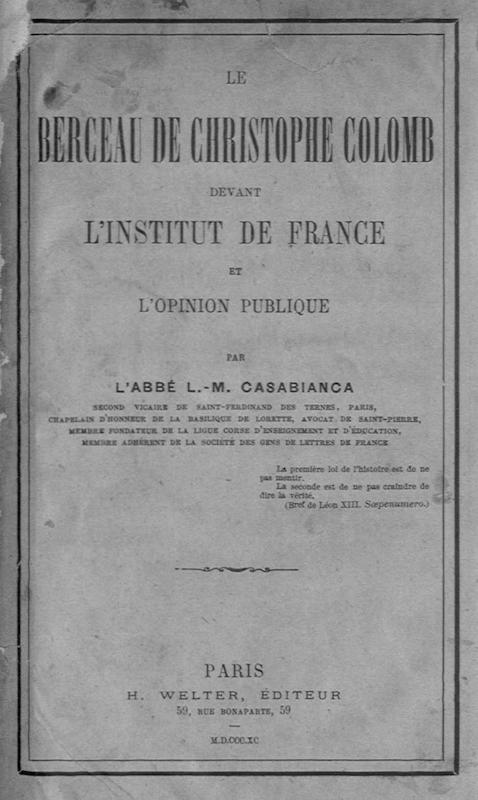 LE
BERCEAU DE CHRISTOPHE COLOMB
DEVANT
L'INSTITUT DE FRANCE
ET
L'OPINION PUBLIQUE
PAR
L'ABBÉ L.-M. CASABIANCA
SECOND VICAIRE DE SAINT-FERDINAND DES TERNES, PARIS,
CHAPELAIN D'HONNEUR DE LA BASILIQUE DE LORETTE, AVOCAT DE SAINT-PIERRE,
MEMBRE FONDATEUR DE LA LIGUE CORSE D'ENSEIGNEMENT ET D'ÉDUCATION,
MEMBRE ADHÉRENT DE LA SOCIÉTÉ DES GENS DE LETTRES DE FRANCE
La première loi de l'histoire est de ne
pas mentir.
La seconde est de ne pas craindre de
dire la vérité.
(Bref de Léon XIII. Sœpenumero.)
PARIS
H. WELTER, ÉDITEUR
59, RUE BONAPARTE, 59
M.D.CCC.XC